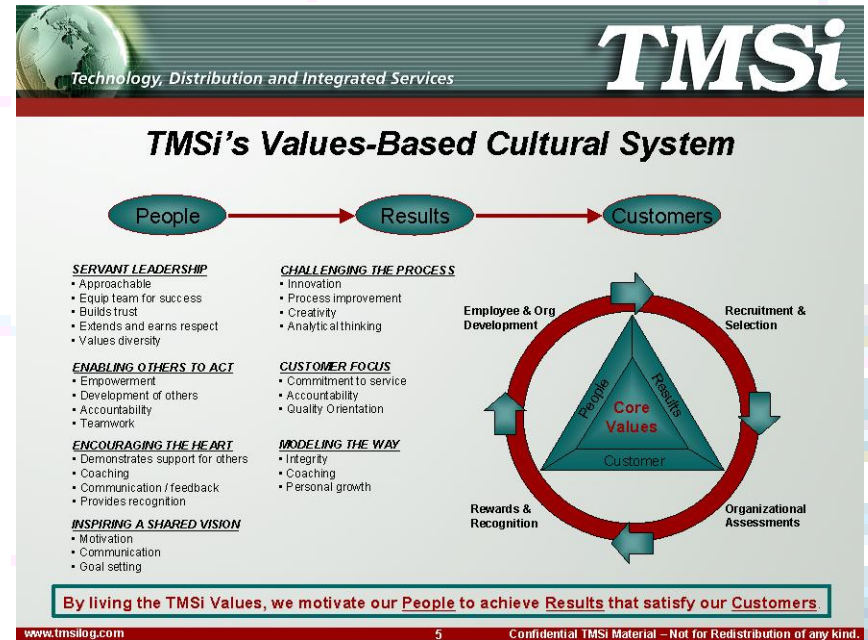 Technology, Distribution and Integrated Services
TMSi
TMSi's Values-Based Cultural System
People
Results
Customers
SERVANT LEADERSHIP
▪ Approachable
▪ Equip team for success
▪ Builds trust
▪ Extends and earns respect
▪ Values diversity
ENABLING OTHERS TO ACT
▪ Empowerment
▪ Development of others
▪ Accountability
▪ Teamwork
ENCOURAGING THE HEART
▪ Demonstrates support for others
▪ Coaching
▪ Communication / feedback
▪ Provides recognition
INSPIRING A SHARED VISION
▪ Motivation
▪ Communication
▪ Goal setting
CHALLENGING THE PROCESS
▪ Innovation
▪ Process improvement
▪ Creativity
▪ Analytical thinking
CUSTOMER FOCUS
▪ Commitment to service
▪ Accountability
▪ Quality Orientation
MODELING THE WAY
▪ Integrity
▪ Coaching
▪ Personal growth
Employee & Org
Development
Recruitment &
Selection
People
Results
Core
Values
Customer
Rewards &
Recognition
Organizational
Assessments
By living the TMSi Values, we motivate our People to achieve Results that satisfy our Customers.
www.tmsilog.com
5
Confidential TMSi Material – Not for Redistribution of any kind.